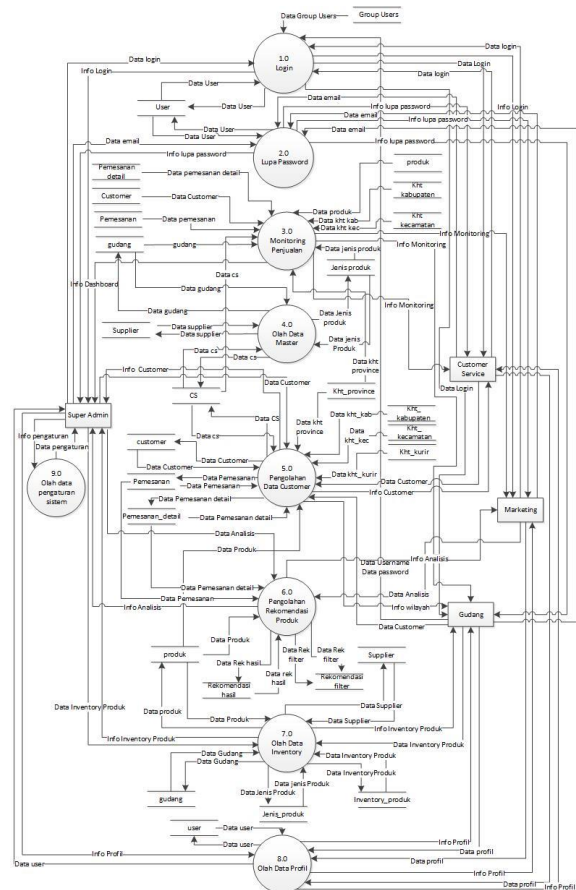 Data Group Users
Group Users
1.0
Login
Data login
Info Login
Data login
Data Login
Data login
Data User
User
Data User
Data User
Data User
Data email
Info lupa password
Data email
Info Login
Info lupa password
Data email
Info lupa password
Info lupa password
2.0
Lupa Password
Pemesanan
detail
Data pemesanan detail
Customer
Data Customer
Pemesanan
Data pemesanan
gudang
gudang
produk
Data produk
Kht
kabupaten
Data kht kab
Kht
kecamatan
Data kht kec
3.0
Monitoring
Penjualan
Info Monitoring
Info Monitoring
Info Monitoring
Data jenis produk
Jenis produk
Data cs
Info Dashboard
Data gudang
Data gudang
Data Jenis
produk
Supplier
Data supplier
Data supplier
4.0
Olah Data
Master
Data jenis
Produk
Data cs
Data cs
Data kht
province
Customer
Service
Info Customer
Data Customer
Data Login
CS
Kht_province
Super Admin
Data CS
Data kht
province
Data kht_kab
Kht_
kabupaten
Data kht_kec
Kht_
kecamatan
Kht_kurir
Data kht_kurir
Info pengaturan
Data pengaturan
9.0
Olah data
pengaturan
sistem
Data cs
customer
Data Customer
Data Customer
Pemesanan
Data Pemesanan
Data Pemesanan
Data Pemesanan detail
Pemesanan_detail
Data Pemesanan detail
5.0
Pengolahan
Data Customer
Data Customer
Info Customer
Marketing
Data Analisis
Data Produk
Info Analisis
Data Username
Data password
Data Pemesanan detail
Data Pemesanan
Info Analisis
6.0
Pengolahan
Rekomendasi
Produk
Data Analisis
Info wilayah
Data Customer
Gudang
Data Produk
produk
Data Rek hasil
Rekomendasi
hasil
Data rek
hasil
Data Rek
filter
Data Rek
filter
Rekomendasi
filter
Supplier
Data Supplier
Data Supplier
Data Inventory Produk
Data produk
Data Produk
Info Inventory Produk
Info Inventory Produk
Data Inventory Produk
7.0
Olah Data
Inventory
Data Gudang
Data Gudang
gudang
Data Inventory Produk
Data InventoryProduk
Inventory_produk
Data Jenis Produk
Data jenis Produk
Jenis_produk
user
Data user
Data user
Info Profil
Data user
8.0
Olah Data Profil
Info Profil
Data profil
Info Profil
Data profil
Data profil
Info Profil